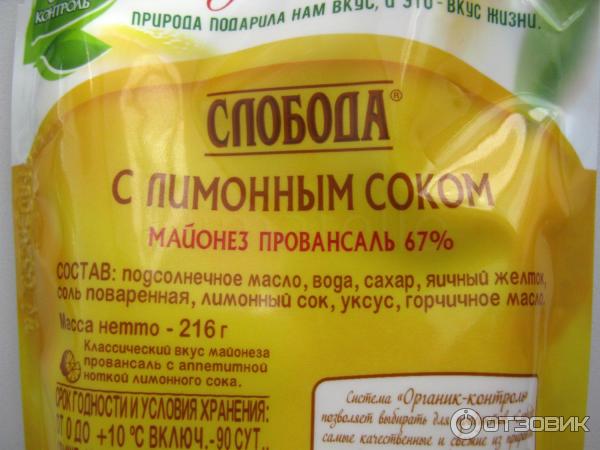 КОНТРОЛЬ
ПРИРОДА ПОДАРИЛА НАМ ВКУС, И ЭТО-ВКУС ЖИЗНИ.
СЛОБОДА®
С ЛИМОННЫМ СОКОМ
МАЙОНЕЗ ПРОВАНСАЛЬ 67%
СОСТАВ: подсолнечное масло, вода, сахар, яичный желток,
соль поваренная, лимонный сок, уксус, горчичное масло.
Масса нетто - 216 г
Классический вкус майонеза
провансаль с аппетитной
ноткой лимонного сока.
СРОК ГОДНОСТИ И УСЛОВИЯ ХРАНЕНИЯ:
ОТ 0 ДО +10 °С ВКЛЮЧ.-90 СУТ.,
Система «Органик-контроль»
позволяет выбирать для
самые качественные и свежие из
ОТЗОВИК